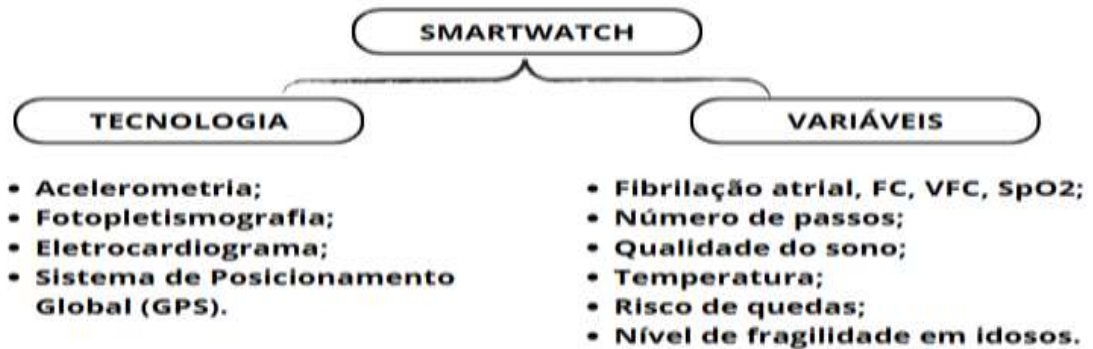 SMARTWATCH
TECNOLOGIA
• Acelerometria;
• Fotopletismografia;
• Eletrocardiograma;
• Sistema de Posicionamento
Global (GPS).
VARIÁVEIS
• Fibrilação atrial, FC, VFC, SpO2;
• Número de passos;
• Qualidade do sono;
• Temperatura;
• Risco de quedas;
• Nível de fragilidade em idosos.